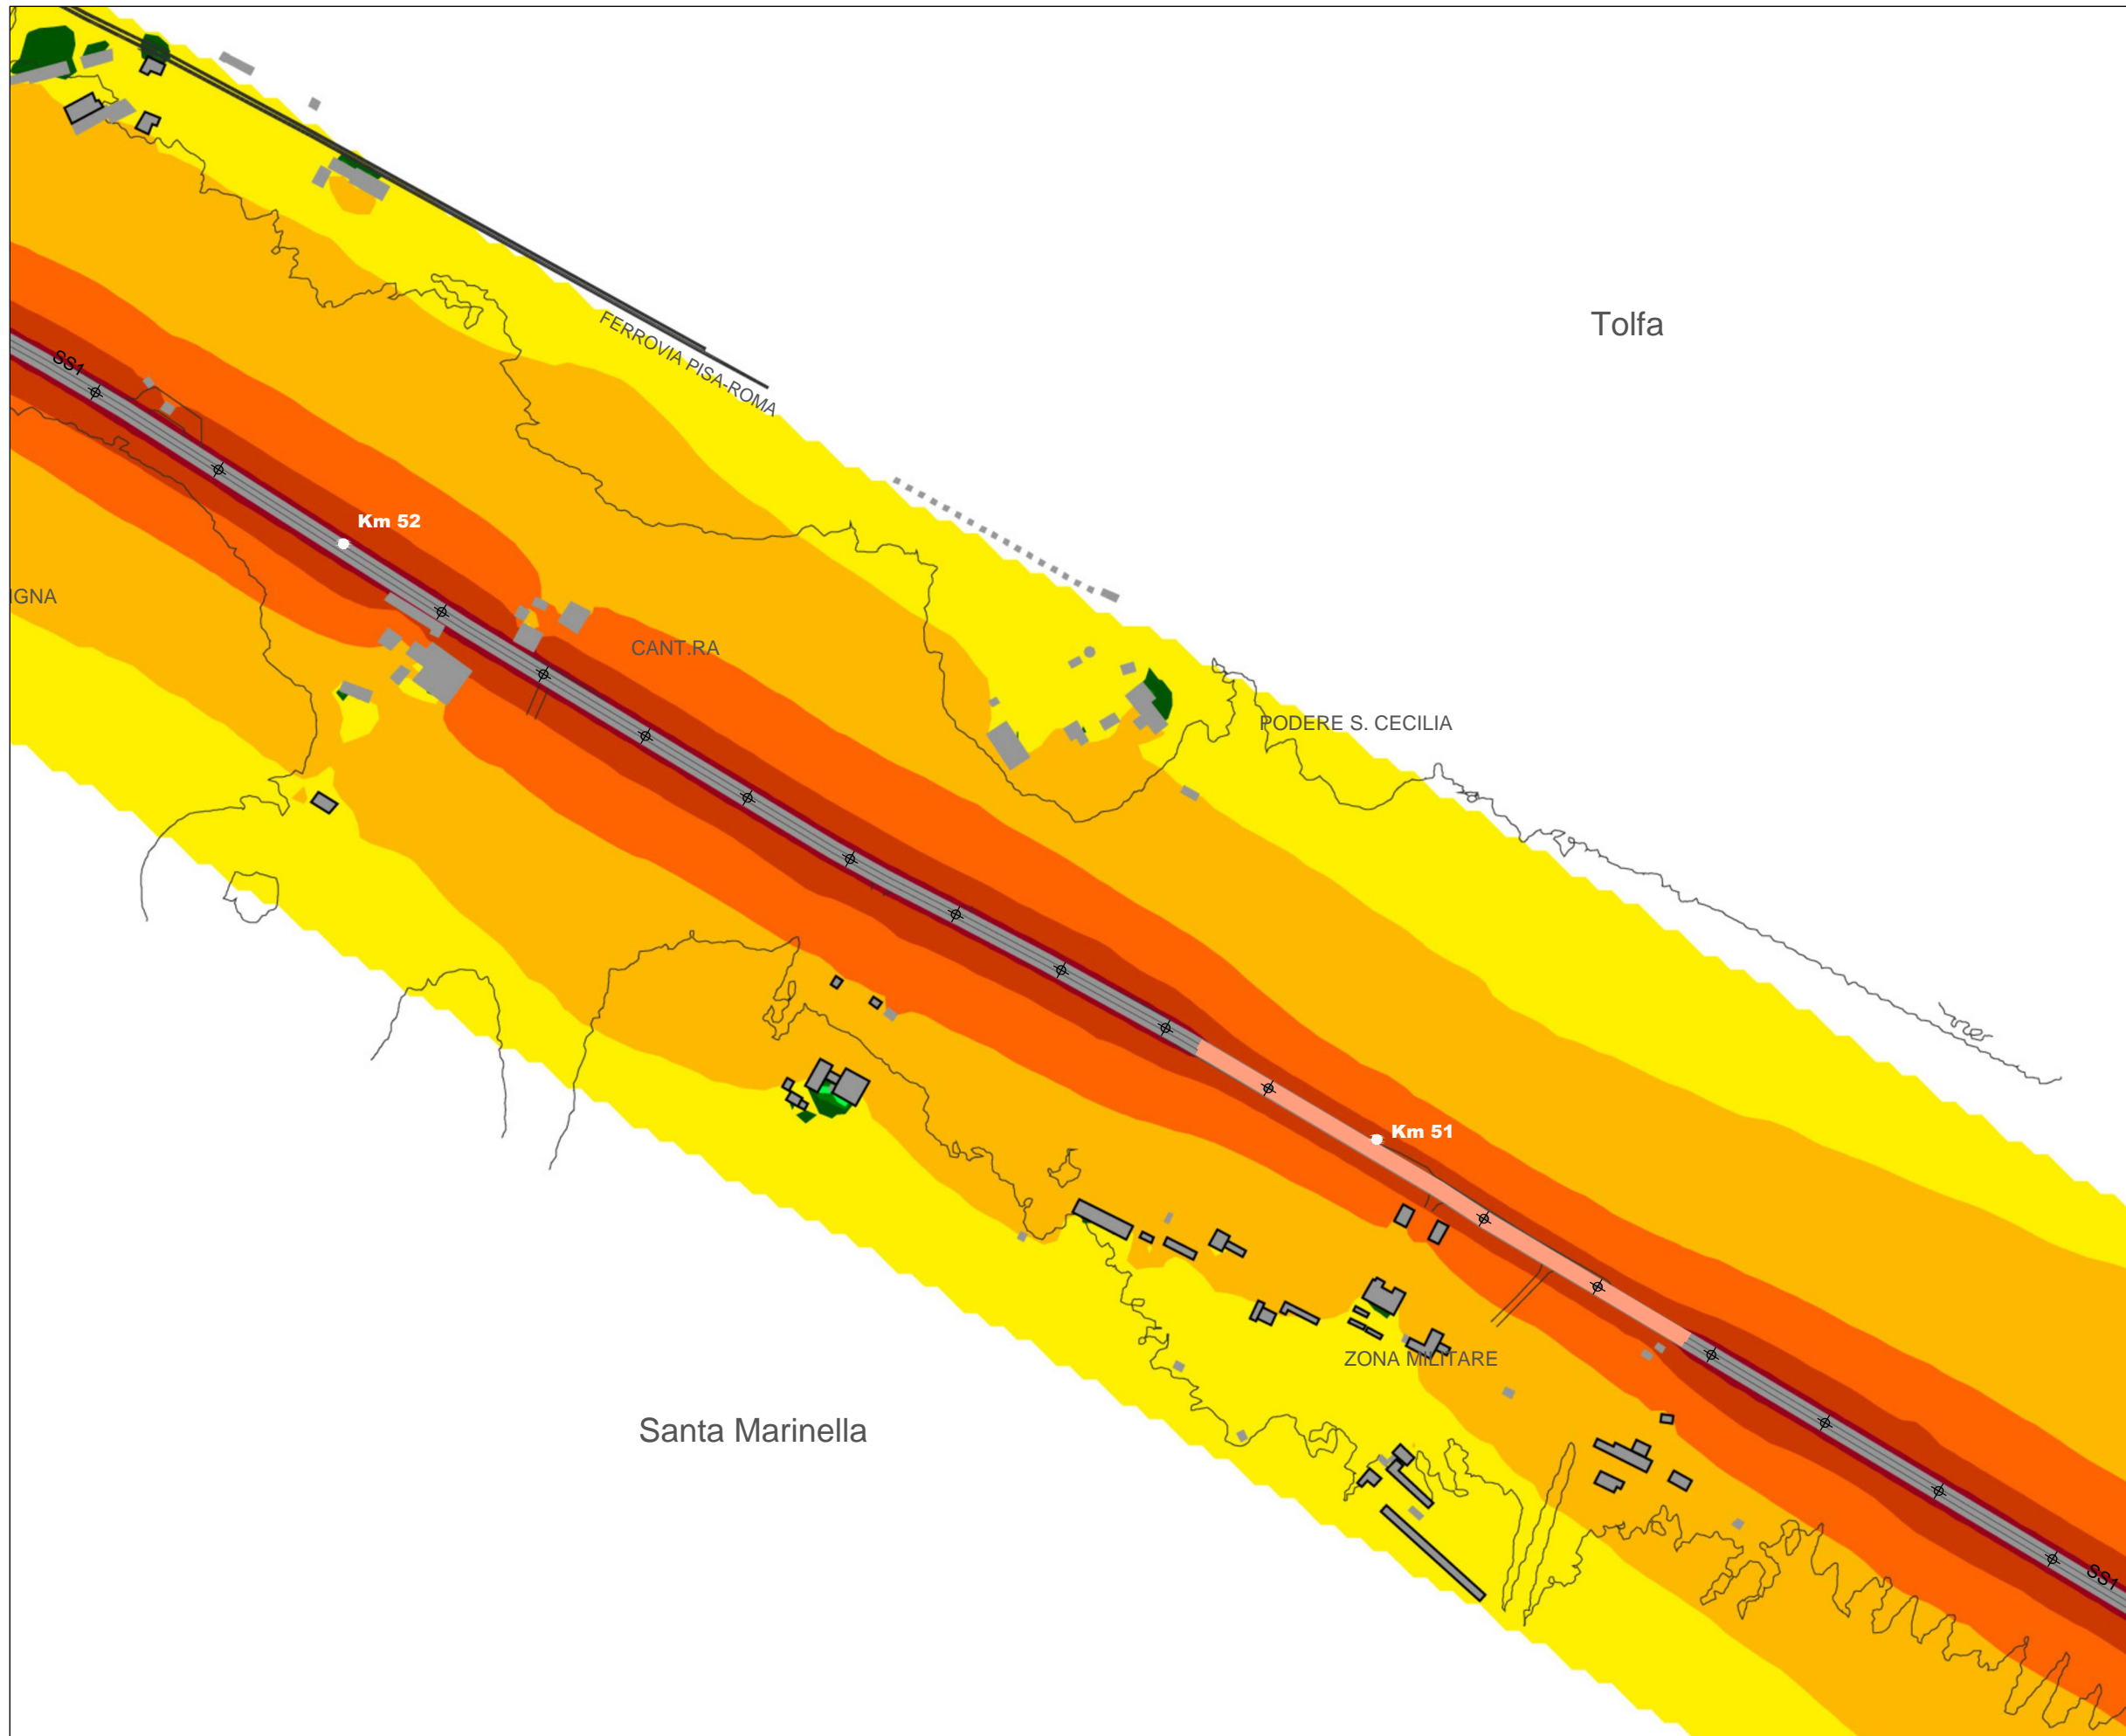 Tolfa
FERROVIA PISA-ROMA
SS1
Km 52
IGNA
CANT.RA
PODERE S. CECILIA
Km 51
ZONA MILITARE
Santa Marinella
SS1